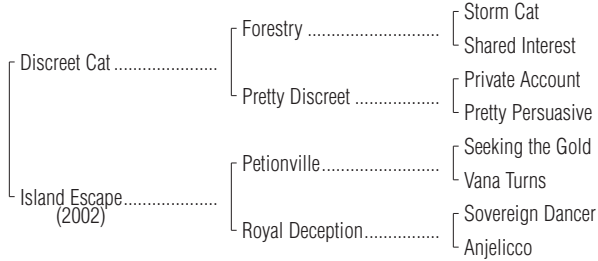 Storm Cat
Forestry ..............................
Shared Interest
Discreet Cat .......................
Private Account
Pretty Discreet ...................
Pretty Persuasive
Seeking the Gold
Petionville..........................
Vana Turns
Island Escape.....................
(2002)
Sovereign Dancer
Royal Deception.................
Anjelicco